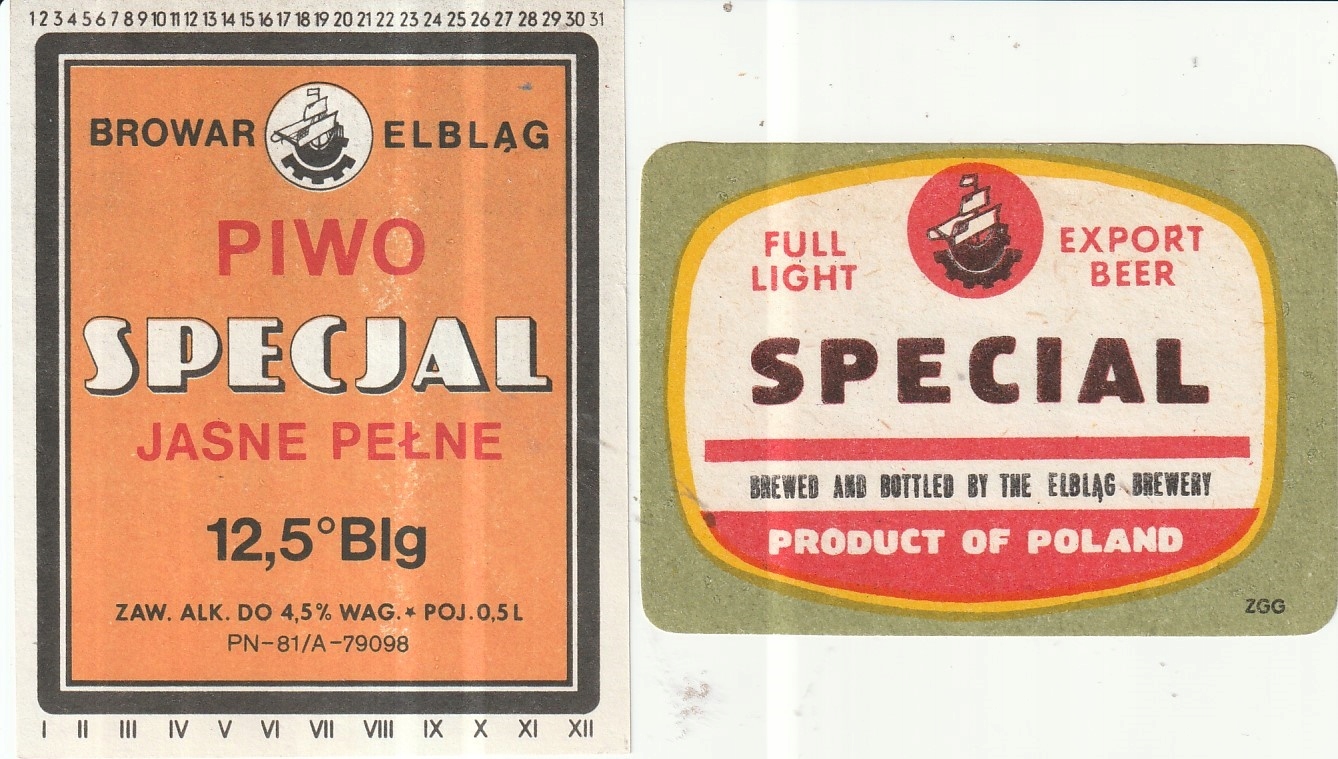 1 2 3 4 5 6 7 8 9 10 11 12 13 14 15 16 17 18 19 20 21 22 23 24 25 26 27 28 29 30 31
BROWAR ELBLĄG
PIWO
SPECJAL
JASNE PEŁNE
12,5°Blg
ZAW. ALK. DO 4,5% WAG.★ POJ. 0,5 L
PN-81/A-79098
I II III IV V VI VII VIII IX X XI XII
FULL LIGHT
EXPORT BEER
SPECIAL
BREWED AND BOTTLED BY THE ELBLĄG BREWERY
PRODUCT OF POLAND
ZGG